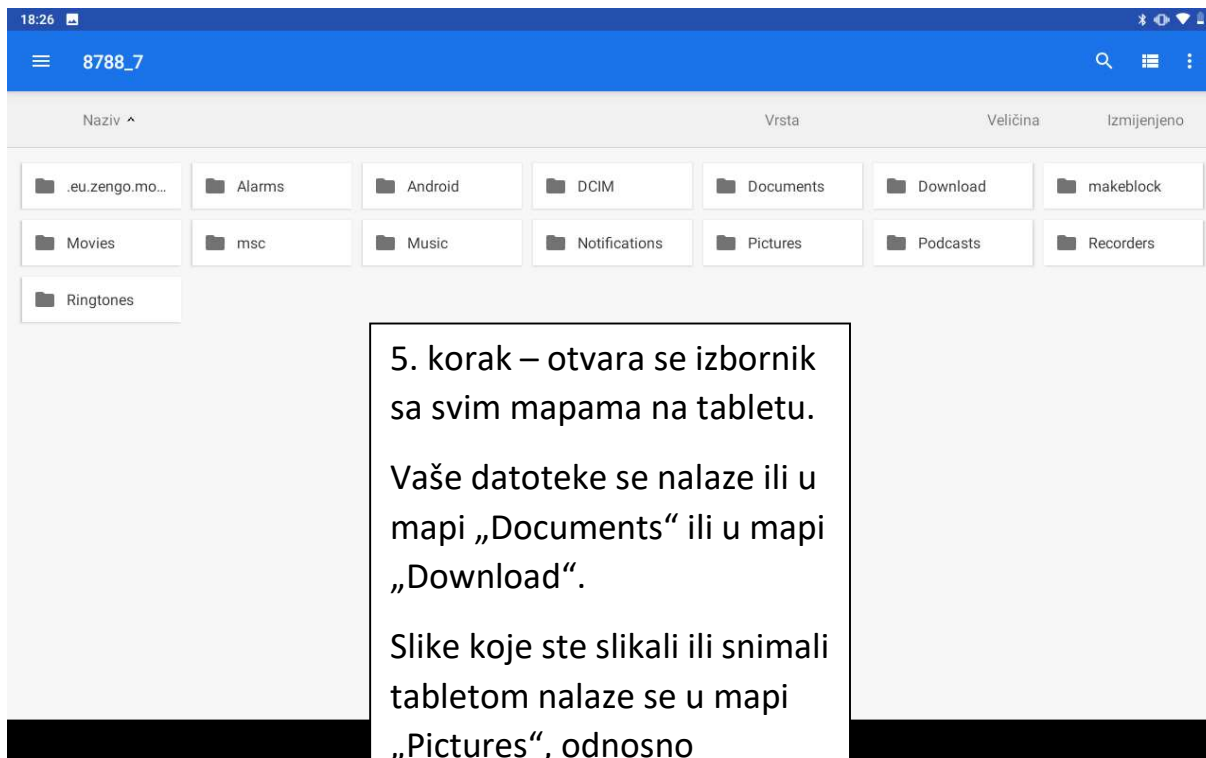 18:26
8788_7
Naziv Vrsta Veličina Izmijenjeno
.eu.zengo.mo... Alarms Android DCIM Documents Download makeblock
Movies msc Music Notifications Pictures Podcasts Recorders
Ringtones
5. korak – otvara se izbornik
sa svim mapama na tabletu.
Vaše datoteke se nalaze ili u
mapi „Documents“ ili u mapi
„Download“.
Slike koje ste slikali ili snimali
tabletom nalaze se u mapi
„Pictures“, odnosno